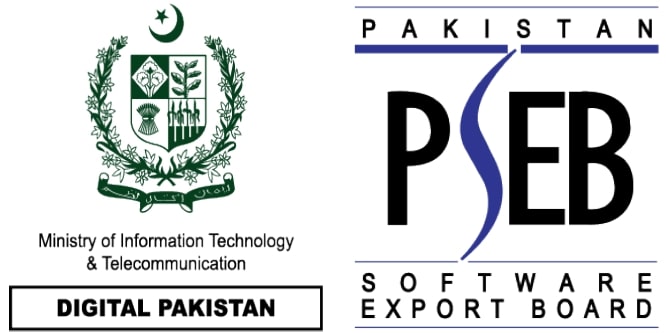 Ministry of Information Technology
& Telecommunication
DIGITAL PAKISTAN
PAKISTAN
PSEB
SOFTWARE
EXPORT BOARD